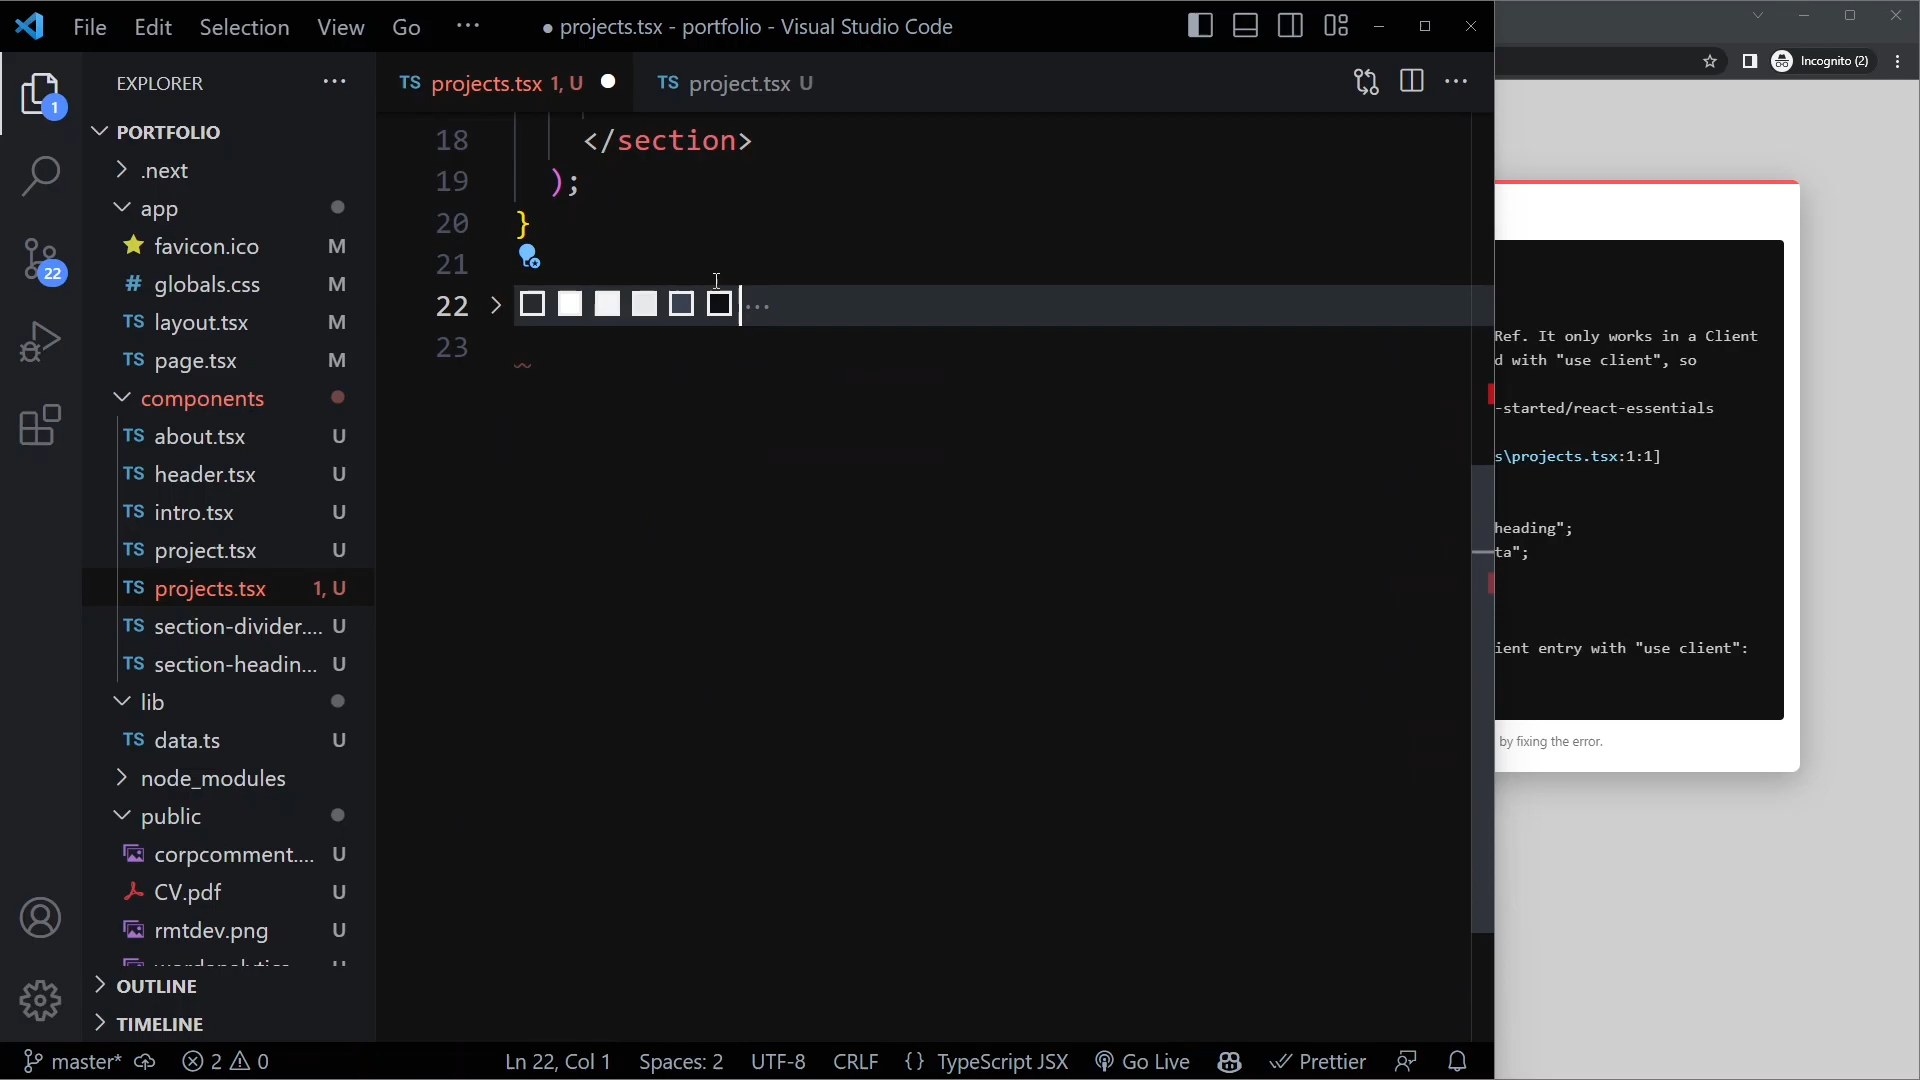 File Edit Selection View Go ··· ● projects.tsx - portfolio - Visual Studio Code
Incognito (2)
EXPLORER ···
TS projects.tsx 1, U ● TS project.tsx U
PORTFOLIO
.next
app
favicon.ico M
# globals.css M
TS layout.tsx M
TS page.tsx M
components
TS about.tsx U
TS header.tsx U
TS intro.tsx U
TS project.tsx U
TS projects.tsx 1, U
TS section-divider.... U
TS section-headin... U
lib
TS data.ts U
node_modules
public
corpcomment.... U
CV.pdf U
rmtdev.png U
OUTLINE
TIMELINE
1
22
18 </section>
19 );
20 }
21
22 ···
23
Ref. It only works in a Client
d with "use client", so
-started/react-essentials
s\projects.tsx:1:1]
heading";
ta";
ient entry with "use client":
by fixing the error.
master* 2 0 Ln 22, Col 1 Spaces: 2 UTF-8 CRLF {} TypeScript JSX Go Live Prettier